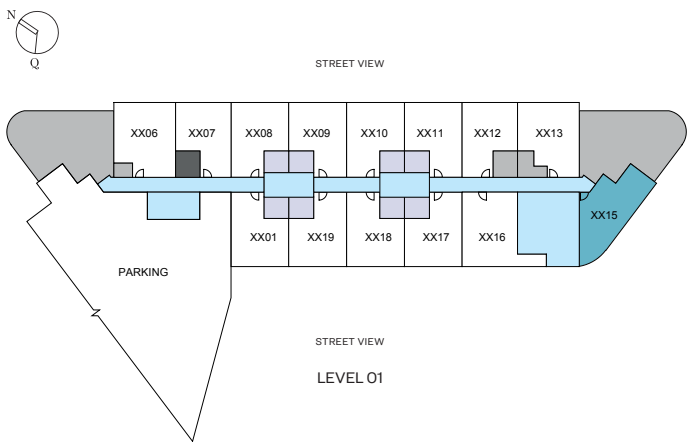 N
Q
STREET VIEW
XX06 XX07 XX08 XX09 XX10 XX11 XX12 XX13
XX15
XX01 XX19 XX18 XX17 XX16
PARKING
STREET VIEW
LEVEL 01